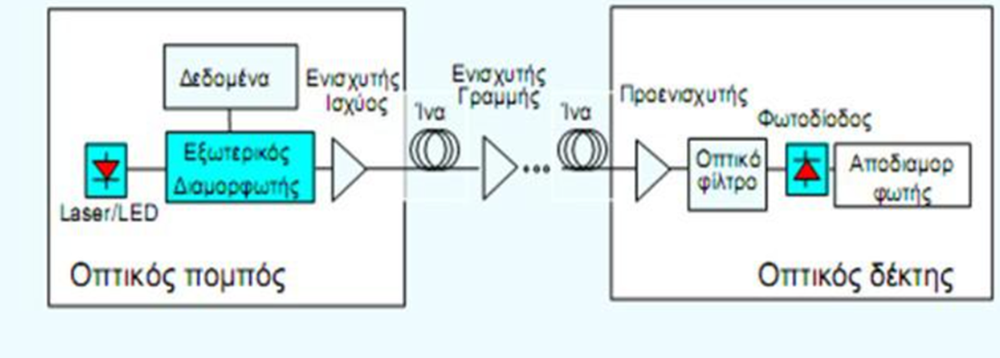 Δεδομένα
Ενισχυτής
Ισχύος
Εξωτερικός
Διαμορφωτής
Laser/LED
Οπτικός πομπός
Ίνα
Ενισχυτής
Γραμμής
Ίνα
Προενισχυτής
Φωτοδίοδος
Οπτικό
φίλτρο
Αποδιαμορ
φωτής
Οπτικός δέκτης